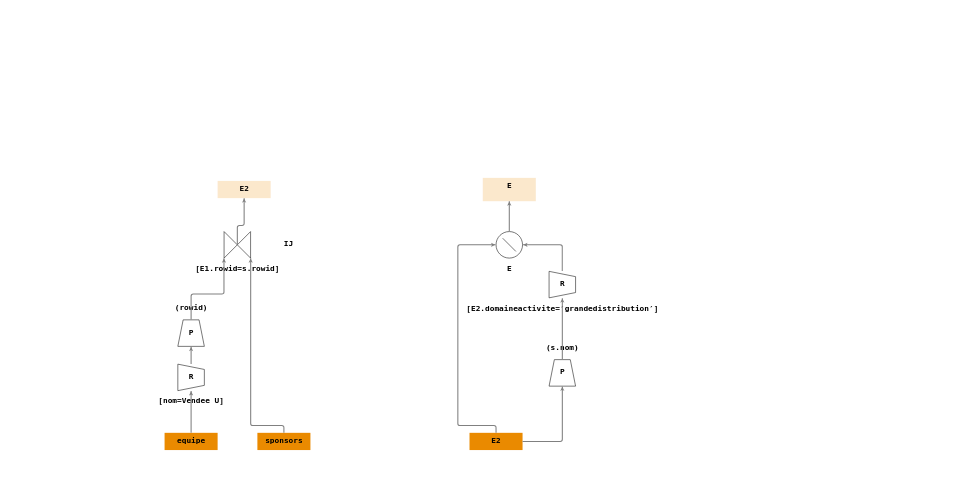 E2
E
IJ
[E1.rowid=s.rowid]
E
R
(rowid)
[E2.domaineactivite='grandedistribution']
P
(s.nom)
R
P
[nom=Vendee U]
equipe
sponsors
E2